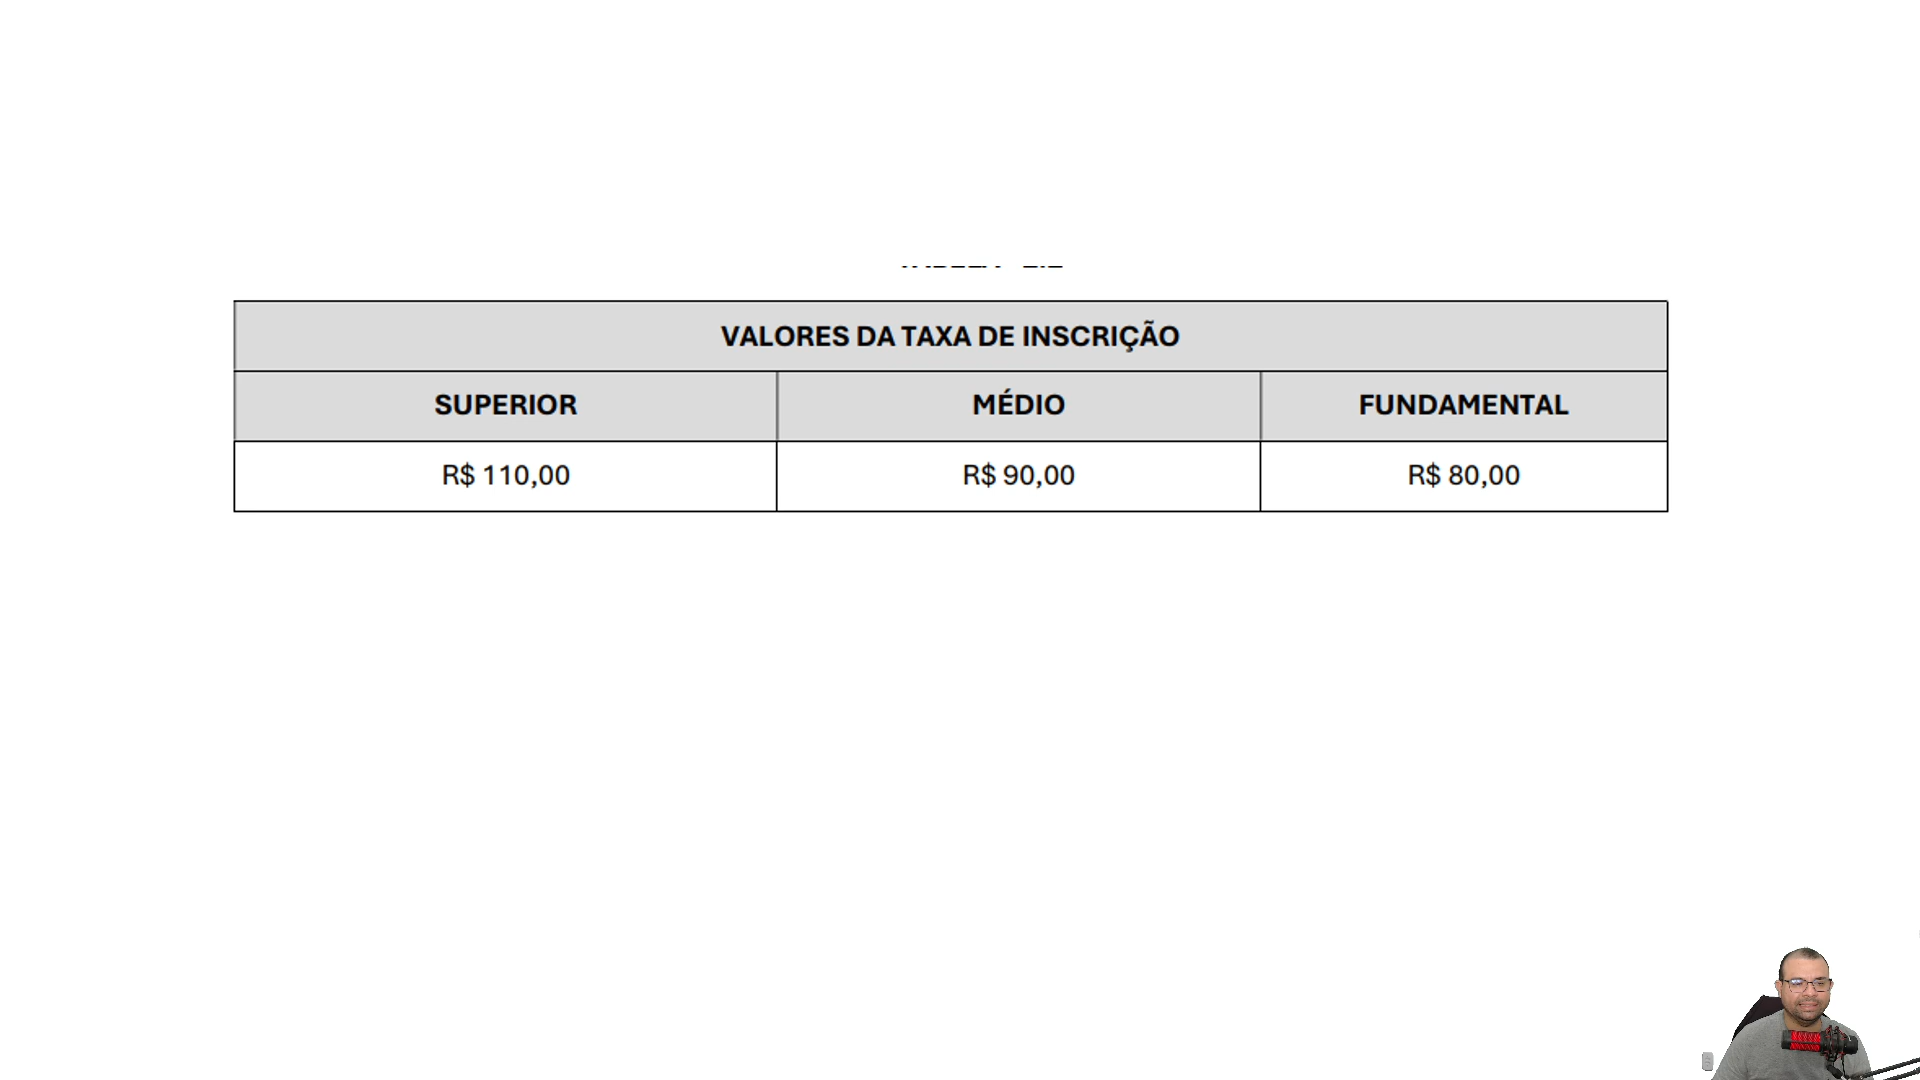 VALORES DA TAXA DE INSCRIÇÃO
SUPERIOR MÉDIO FUNDAMENTAL
R$ 110,00 R$ 90,00 R$ 80,00